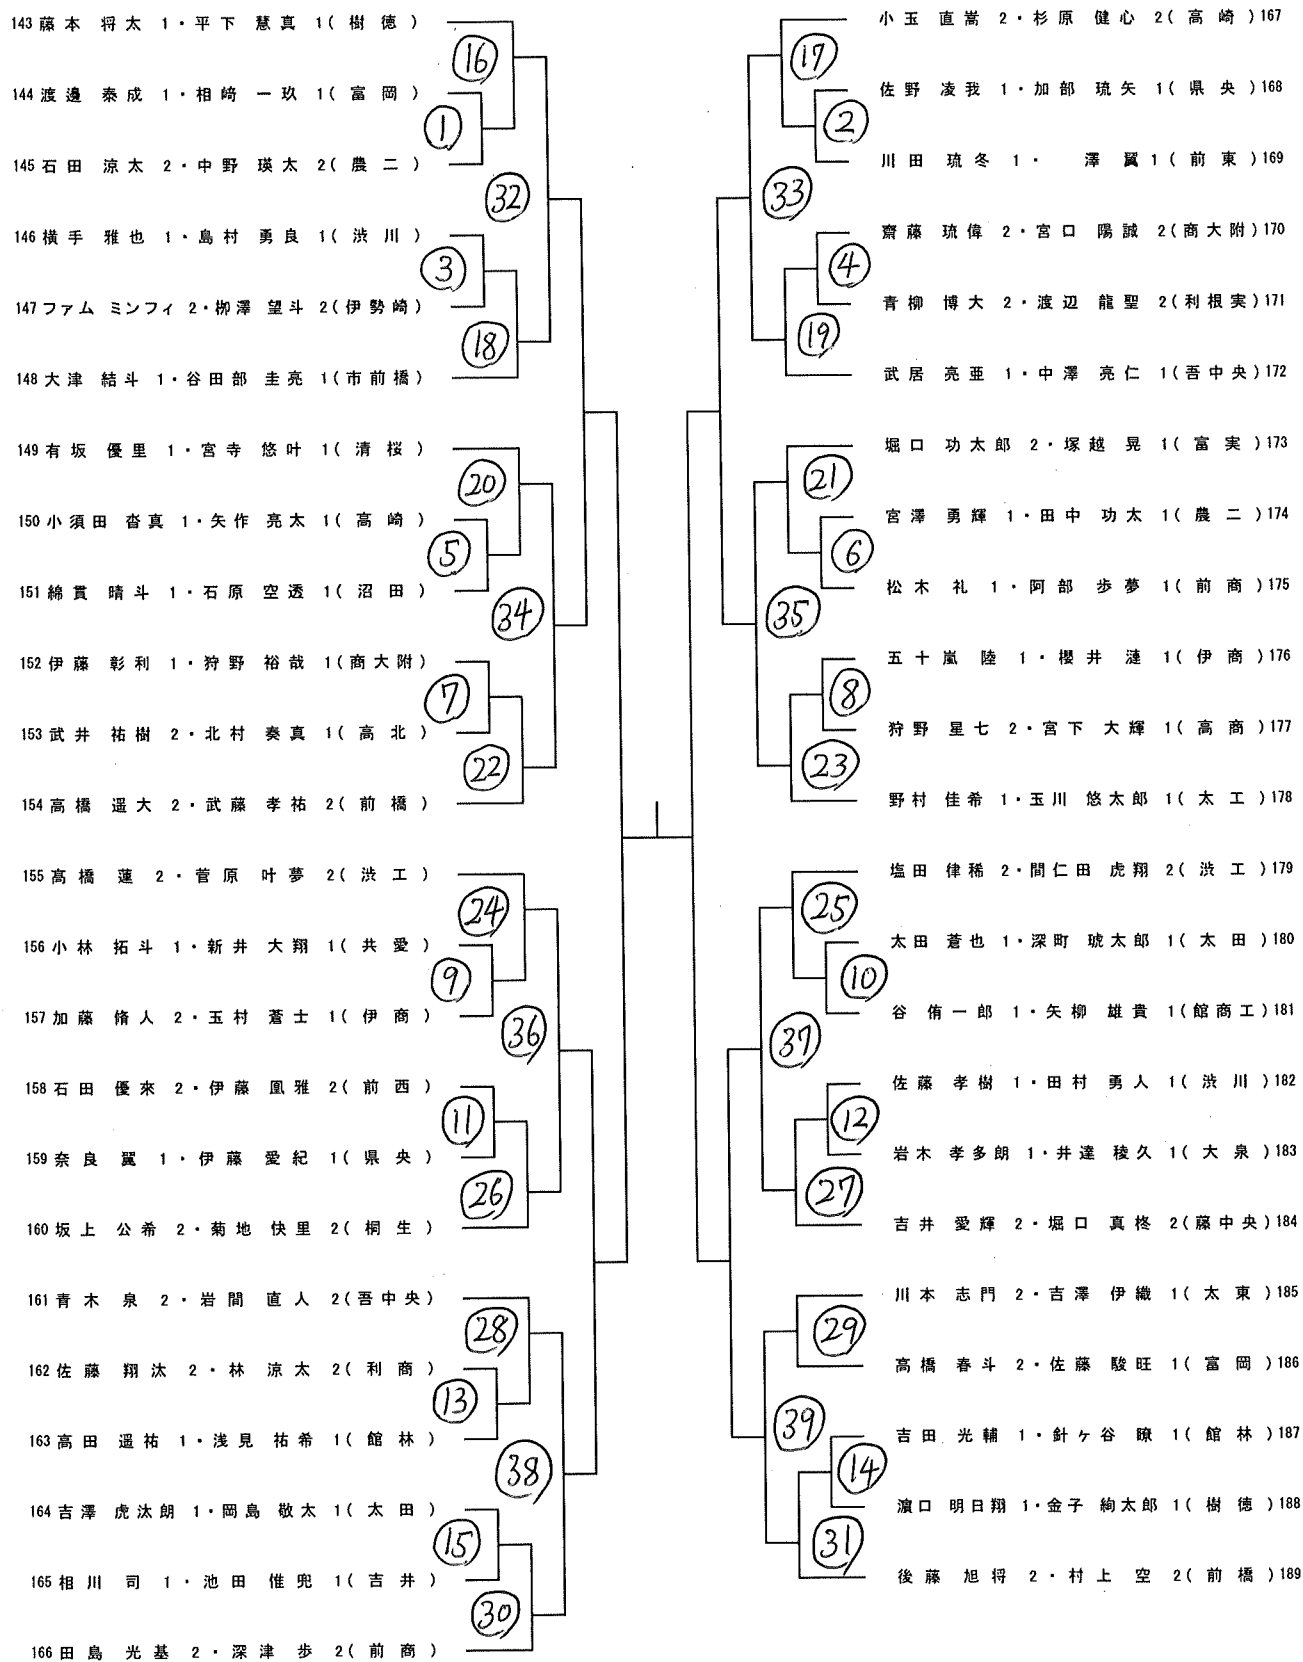 143 藤本 将太 1・平下 慧真 1(樹徳)
⑯
144 渡邊 泰成 1・相﨑 一玖 1(富岡)
①
145 石田 涼太 2・中野 瑛太 2(農二)
㉜
146 横手 雅也 1・島村 勇良 1(渋川)
③
147 ファム ミンフィ 2・栁澤 望斗 2(伊勢崎)
⑱
148 大津 結斗 1・谷田部 圭亮 1(市前橋)
149 有坂 優里 1・宮寺 悠叶 1(清桜)
⑳
150 小須田 沓真 1・矢作 亮太 1(高崎)
⑤
151 綿貫 晴斗 1・石原 空透 1(沼田)
㉞
152 伊藤 彰利 1・狩野 裕哉 1(商大附)
⑦
153 武井 祐樹 2・北村 奏真 1(高北)
㉒
154 高橋 遥大 2・武藤 孝祐 2(前橋)
155 髙橋 蓮 2・菅原 叶夢 2(渋工)
㉔
156 小林 拓斗 1・新井 大翔 1(共愛)
⑨
157 加藤 脩人 2・玉村 蒼士 1(伊商)
㊱
158 石田 優來 2・伊藤 凰雅 2(前西)
⑪
159 奈良 翼 1・伊藤 愛紀 1(県央)
㉖
160 坂上 公希 2・菊地 快里 2(桐生)
161 青木 泉 2・岩間 直人 2(吾中央)
㉘
162 佐藤 翔汰 2・林 涼太 2(利商)
⑬
163 高田 遥祐 1・浅見 祐希 1(館林)
㊳
164 吉澤 虎汰朗 1・岡島 敬太 1(太田)
⑮
165 相川 司 1・池田 惟兜 1(吉井)
㉚
166 田島 光基 2・深津 歩 2(前商)
小玉 直嵩 2・杉原 健心 2(高崎)167
⑰
佐野 凌我 1・加部 琉矢 1(県央)168
②
川田 琉冬 1・ 澤 翼 1(前東)169
㉝
齋藤 琉偉 2・宮口 陽誠 2(商大附)170
④
青柳 博大 2・渡辺 龍聖 2(利根実)171
⑲
武居 亮亜 1・中澤 亮仁 1(吾中央)172
堀口 功太郎 2・塚越 晃 1(富実)173
㉑
宮澤 勇輝 1・田中 功太 1(農二)174
⑥
松木 礼 1・阿部 歩夢 1(前商)175
㉟
五十嵐 陸 1・櫻井 漣 1(伊商)176
⑧
狩野 星七 2・宮下 大輝 1(高商)177
㉓
野村 佳希 1・玉川 悠太郎 1(太工)178
塩田 律稀 2・間仁田 虎翔 2(渋工)179
㉕
太田 蒼也 1・深町 琥太郎 1(太田)180
⑩
谷 侑一郎 1・矢柳 雄貴 1(館商工)181
㊲
佐藤 孝樹 1・田村 勇人 1(渋川)182
⑫
岩木 孝多朗 1・井達 稜久 1(大泉)183
㉗
吉井 愛輝 2・堀口 真柊 2(藤中央)184
川本 志門 2・吉澤 伊織 1(太東)185
㉙
高橋 春斗 2・佐藤 駿旺 1(富岡)186
㊴
吉田 光輔 1・針ヶ谷 瞭 1(館林)187
⑭
濵口 明日翔 1・金子 絢太郎 1(樹徳)188
㉛
後藤 旭将 2・村上 空 2(前橋)189